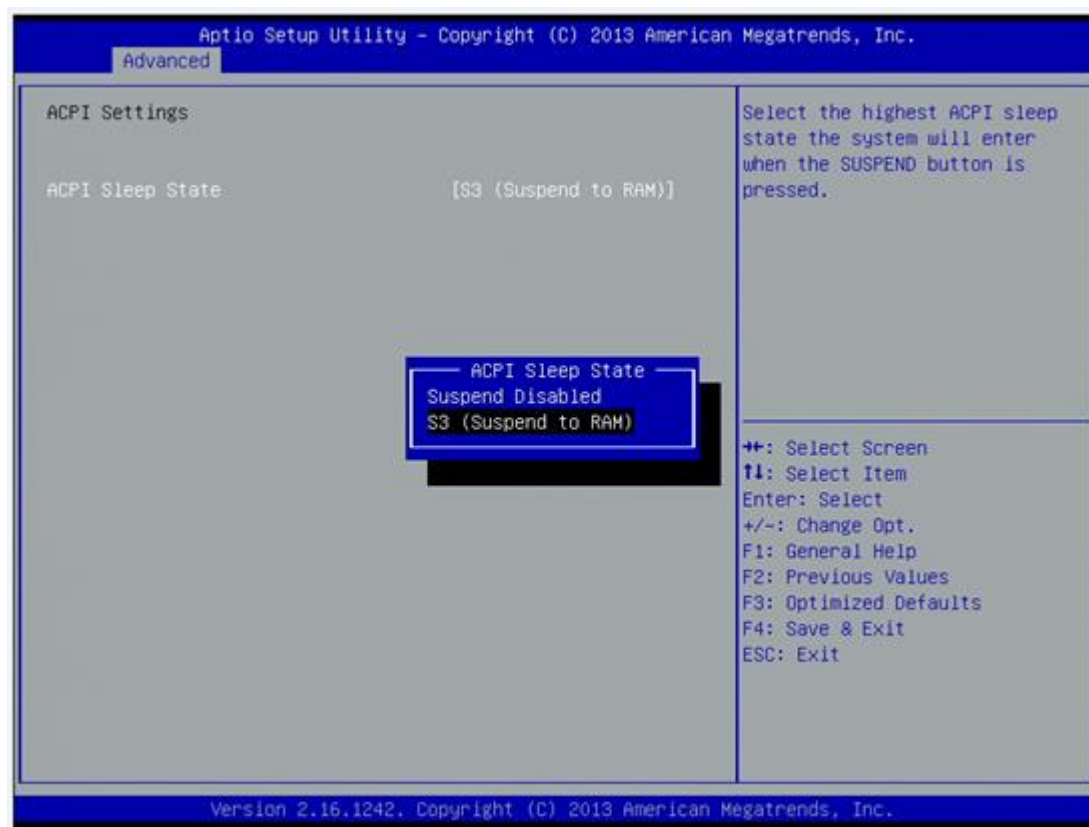 Aptio Setup Utility – Copyright (C) 2013 American Megatrends, Inc.
Advanced
ACPI Settings
ACPI Sleep State [S3 (Suspend to RAM)]
Select the highest ACPI sleep
state the system will enter
when the SUSPEND button is
pressed.
ACPI Sleep State
Suspend Disabled
S3 (Suspend to RAM)
→←: Select Screen
↑↓: Select Item
Enter: Select
+/-: Change Opt.
F1: General Help
F2: Previous Values
F3: Optimized Defaults
F4: Save & Exit
ESC: Exit
Version 2.16.1242. Copyright (C) 2013 American Megatrends, Inc.